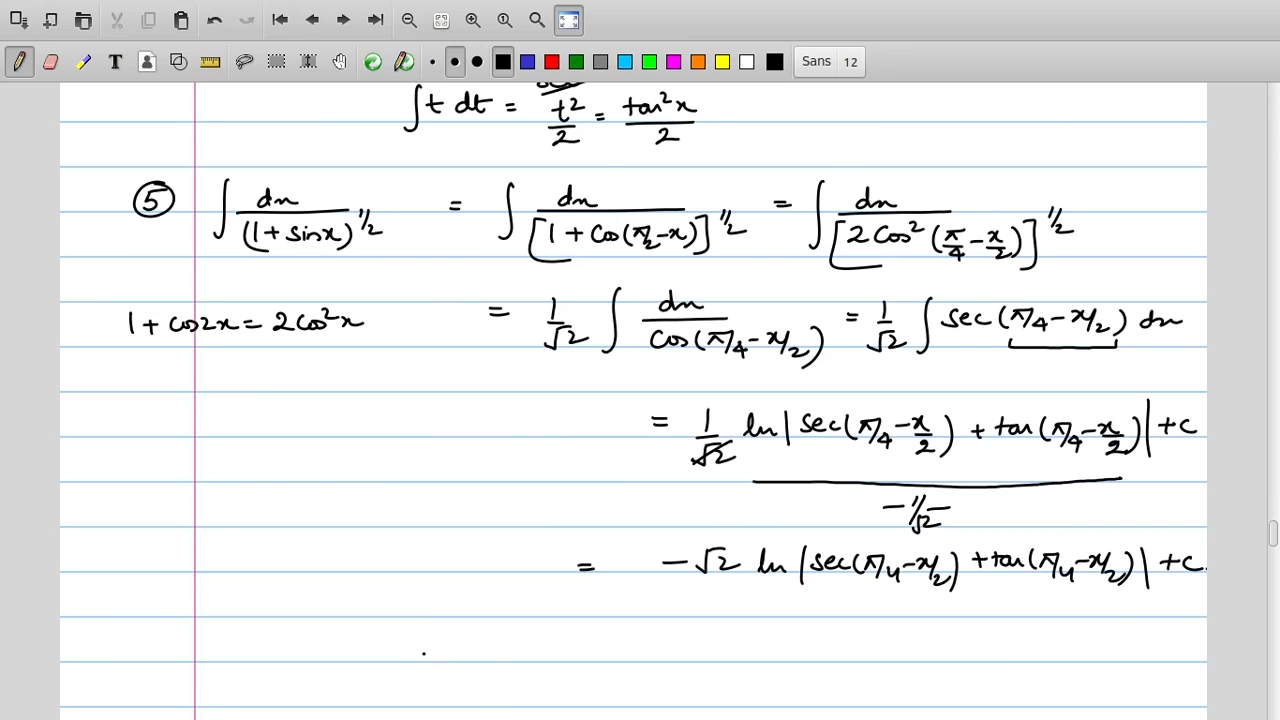 Sans 12
∫t dt = t²/2 = tan²x/2
⑤ ∫ dx/(1 + sinx)^1/2 = ∫ dx/[1 + Cos(π/2 - x)]^1/2 = ∫ dx/[2 Cos² (π/4 - x/2)]^1/2
1 + cos2x = 2cos²x = 1/√2 ∫ dx/cos(π/4 - x/2) = 1/√2 ∫ sec(π/4 - x/2) dx
= 1/√2 ln|sec(π/4 - x/2) + tan(π/4 - x/2)| + c
- 1/√2
= - √2 ln|sec(π/4 - x/2) + tan(π/4 - x/2)| + c.